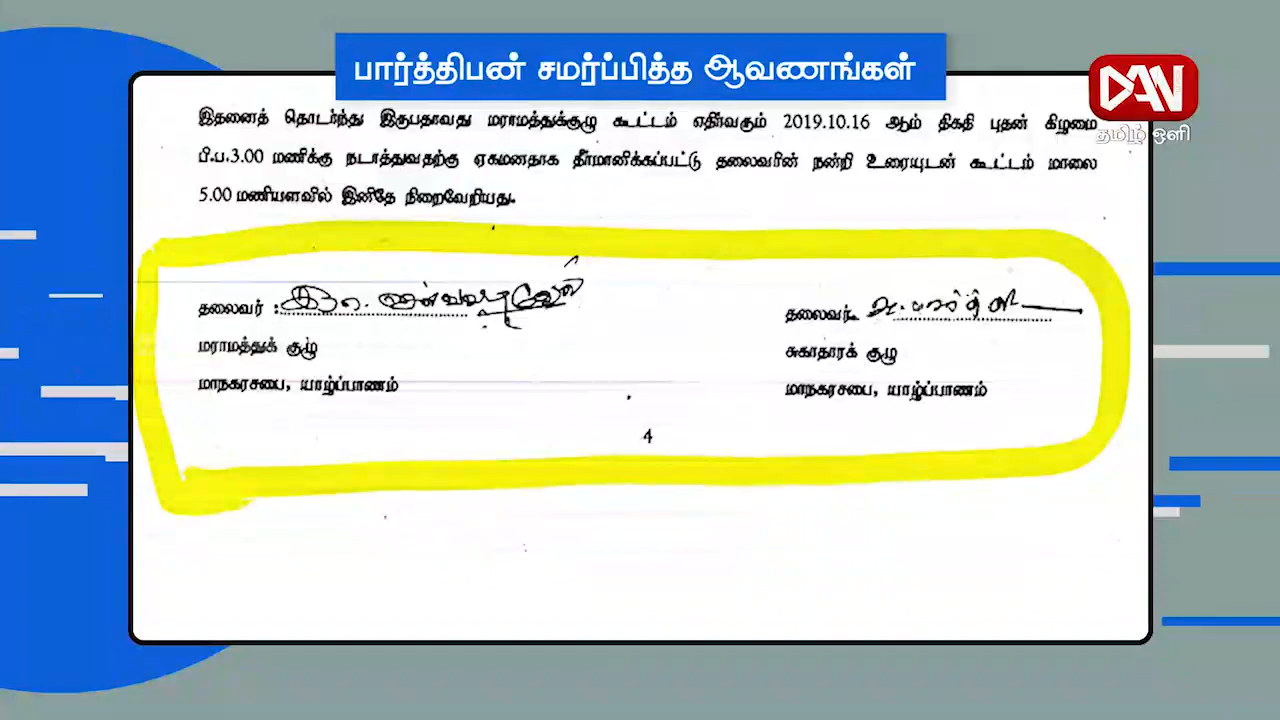 பார்த்திபன் சமர்ப்பித்த ஆவணங்கள்
DAN
தமிழ் ஒளி
இதனைத் தொடர்ந்து இருபதாவது மராமத்துக்குழு கூட்டம் எதிர்வரும் 2019.10.16 ஆம் திகதி புதன் கிழமை
பி.ப.3.00 மணிக்கு நடாத்துவதற்கு ஏகமனதாக தீர்மானிக்கப்பட்டு தலைவரின் நன்றி உரையுடன் கூட்டம் மாலை
5.00 மணியளவில் இனிதே நிறைவேறியது.
தலைவர் :
மராமத்துக் குழு
மாநகரசபை, யாழ்ப்பாணம்
தலைவர்
சுகாதாரக் குழு
மாநகரசபை, யாழ்ப்பாணம்
4